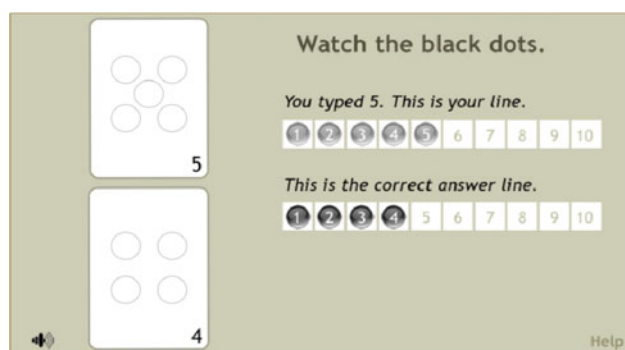 Watch the black dots.
You typed 5. This is your line.
1 2 3 4 5 6 7 8 9 10
5
This is the correct answer line.
1 2 3 4 5 6 7 8 9 10
4
Help